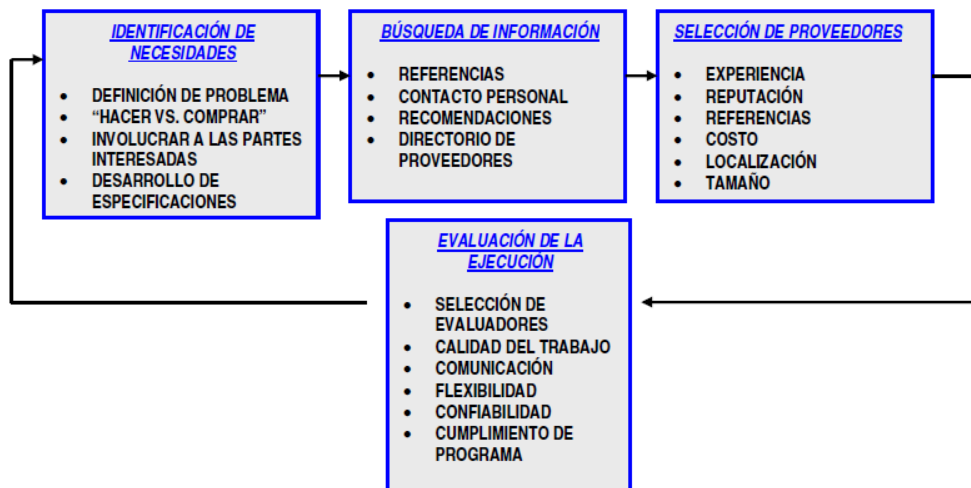 IDENTIFICACIÓN DE
NECESIDADES
• DEFINICIÓN DE PROBLEMA
• “HACER VS. COMPRAR”
• INVOLUCRAR A LAS PARTES
INTERESADAS
• DESARROLLO DE
ESPECIFICACIONES
BÚSQUEDA DE INFORMACIÓN
• REFERENCIAS
• CONTACTO PERSONAL
• RECOMENDACIONES
• DIRECTORIO DE
PROVEEDORES
SELECCIÓN DE PROVEEDORES
• EXPERIENCIA
• REPUTACIÓN
• REFERENCIAS
• COSTO
• LOCALIZACIÓN
• TAMAÑO
EVALUACIÓN DE LA
EJECUCIÓN
• SELECCIÓN DE
EVALUADORES
• CALIDAD DEL TRABAJO
• COMUNICACIÓN
• FLEXIBILIDAD
• CONFIABILIDAD
• CUMPLIMIENTO DE
PROGRAMA